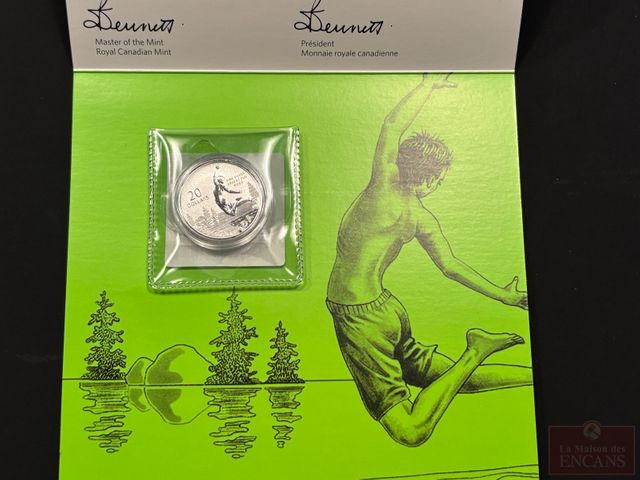 Bennett
Master of the Mint
Royal Canadian Mint
Bennett
Président
Monnaie royale canadienne
20
DOLLARS
La Maison des
ENCANS